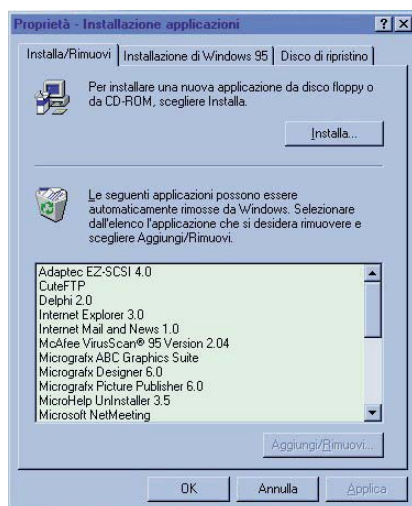 Proprietà - Installazione applicazioni
Installa/Rimuovi
Installazione di Windows 95
Disco di ripristino
Per installare una nuova applicazione da disco floppy o
da CD-ROM, scegliere Installa.
Installa...
Le seguenti applicazioni possono essere
automaticamente rimosse da Windows. Selezionare
dall'elenco l'applicazione che si desidera rimuovere e
scegliere Aggiungi/Rimuovi.
Adaptec EZ-SCSI 4.0
CuteFTP
Delphi 2.0
Internet Explorer 3.0
Internet Mail and News 1.0
McAfee VirusScan® 95 Version 2.04
Micrografx ABC Graphics Suite
Micrografx Designer 6.0
Micrografx Picture Publisher 6.0
MicroHelp UnInstaller 3.5
Microsoft NetMeeting
Aggiungi/Rimuovi...
OK
Annulla
Applica